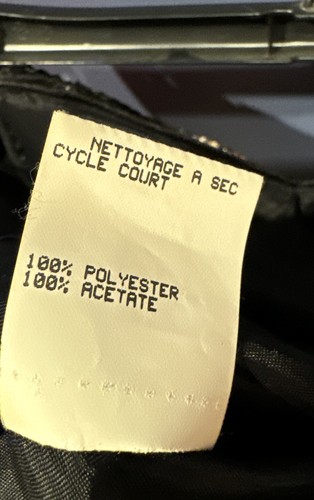 NETTOYAGE A SEC
CYCLE COURT
100% POLYESTER
100% ACETATE